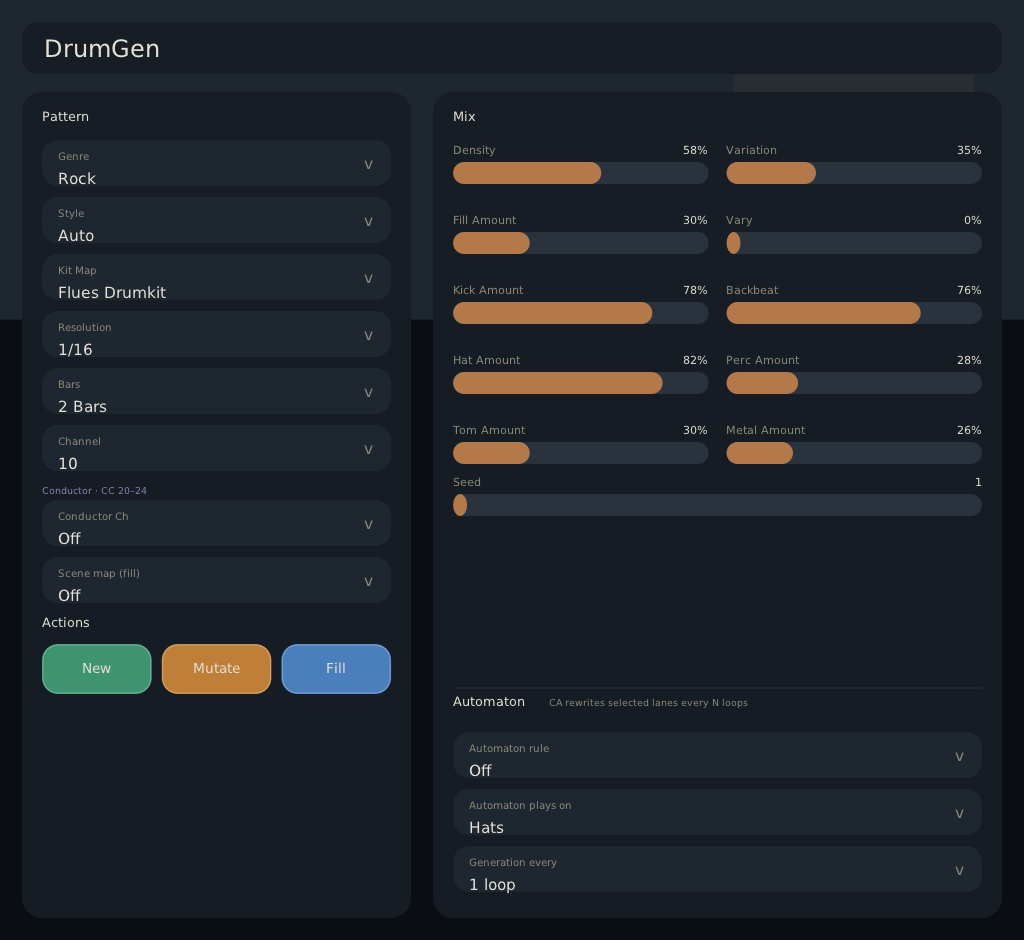 DrumGen
Pattern
Genre
Rock
v
Style
Auto
v
Kit Map
Flues Drumkit
v
Resolution
1/16
v
Bars
2 Bars
v
Channel
10
v
Conductor · CC 20–24
Conductor Ch
Off
v
Scene map (fill)
Off
v
Actions
New Mutate Fill
Mix
Density 58% Variation 35%
Fill Amount 30% Vary 0%
Kick Amount 78% Backbeat 76%
Hat Amount 82% Perc Amount 28%
Tom Amount 30% Metal Amount 26%
Seed 1
Automaton CA rewrites selected lanes every N loops
Automaton rule
Off
v
Automaton plays on
Hats
v
Generation every
1 loop
v